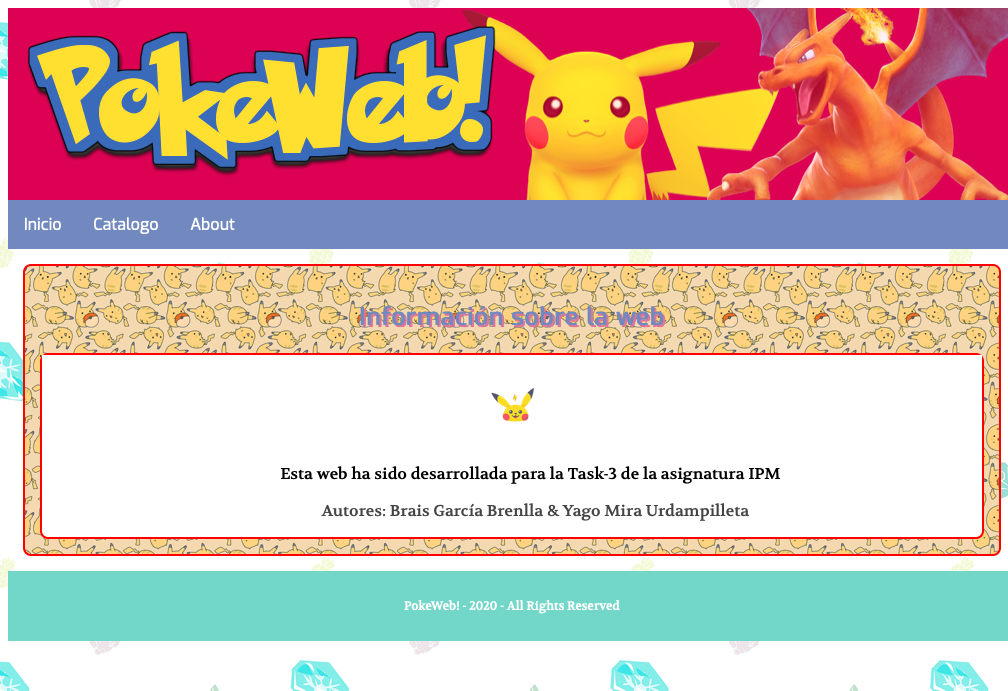 PokeWeb!
Inicio Catalogo About
Información sobre la web
Esta web ha sido desarrollada para la Task-3 de la asignatura IPM
Autores: Brais García Brenlla & Yago Mira Urdampilleta
PokeWeb! - 2020 - All Rights Reserved